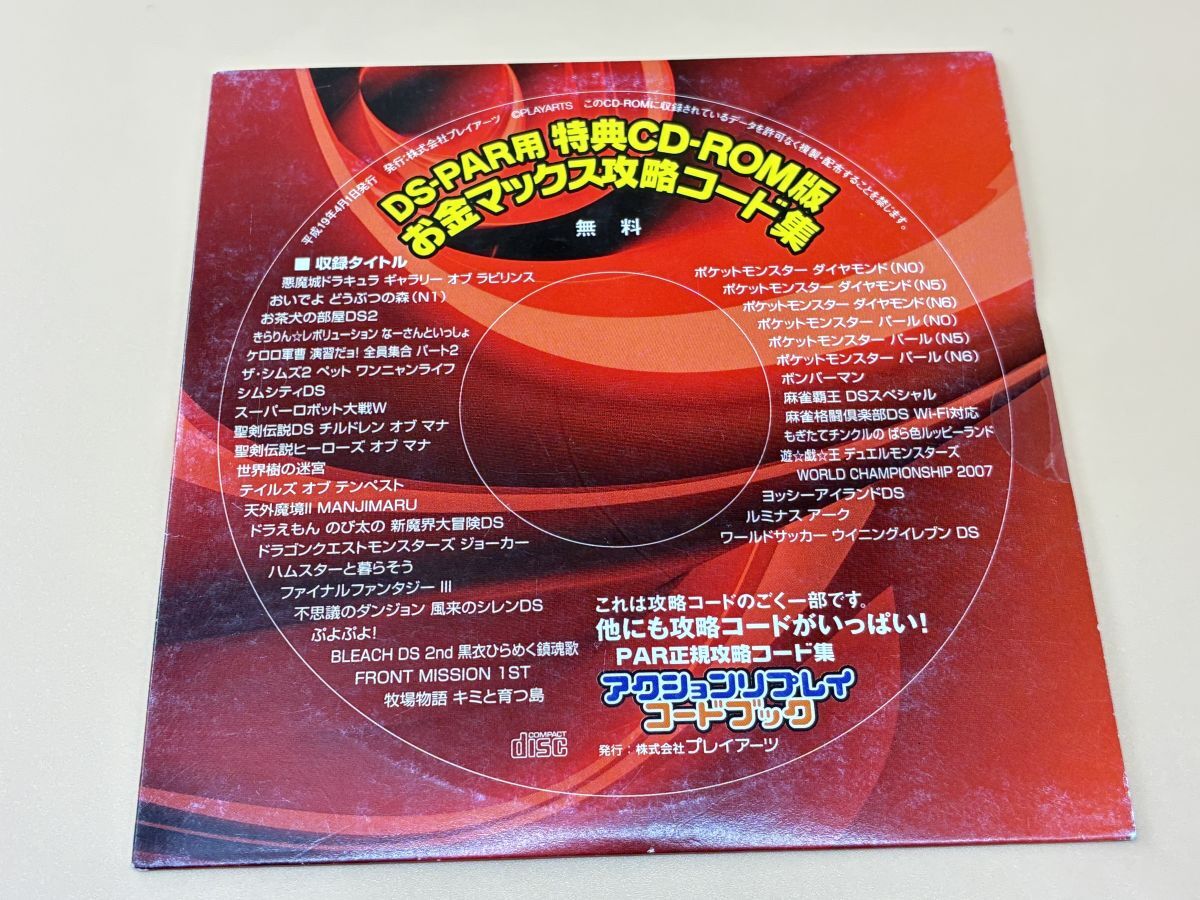 平成19年4月1日発行 発行:株式会社プレイアーツ ©PLAYARTS このCD-ROMに収録されているデータを許可なく複製・配布することを禁じます。
DS-PAR用 特典CD-ROM版
お金マックス攻略コード集
無料
■ 収録タイトル
悪魔城ドラキュラ ギャラリー オブ ラビリンス
おいでよ どうぶつの森(N1)
お茶犬の部屋DS2
きらりん☆レボリューション なーさんといっしょ
ケロロ軍曹 演習だヨ!全員集合 パート2
ザ・シムズ2 ペット ワンニャンライフ
シムシティDS
スーパーロボット大戦W
聖剣伝説DS チルドレン オブ マナ
聖剣伝説ヒーローズ オブ マナ
世界樹の迷宮
テイルズ オブ テンペスト
天外魔境II MANJIMARU
ドラえもん のび太の 新魔界大冒険DS
ドラゴンクエストモンスターズ ジョーカー
ハムスターと暮らそう
ファイナルファンタジー III
不思議のダンジョン 風来のシレンDS
ぷよぷよ!
BLEACH DS 2nd 黒衣ひらめく鎮魂歌
FRONT MISSION 1ST
牧場物語 キミと育つ島
ポケットモンスター ダイヤモンド(N0)
ポケットモンスター ダイヤモンド(N5)
ポケットモンスター ダイヤモンド(N6)
ポケットモンスター パール(N0)
ポケットモンスター パール(N5)
ポケットモンスター パール(N6)
ボンバーマン
麻雀覇王 DSスペシャル
麻雀格闘倶楽部DS Wi-Fi対応
もぎたてチンクルの ばら色ルッピーランド
遊☆戯☆王 デュエルモンスターズ
WORLD CHAMPIONSHIP 2007
ヨッシーアイランドDS
ルミナス アーク
ワールドサッカー ウイニングイレブン DS
これは攻略コードのごく一部です。
他にも攻略コードがいっぱい!
PAR正規攻略コード集
アクションリプレイ
コードブック
COMPACT
disc
発行:株式会社プレイアーツ